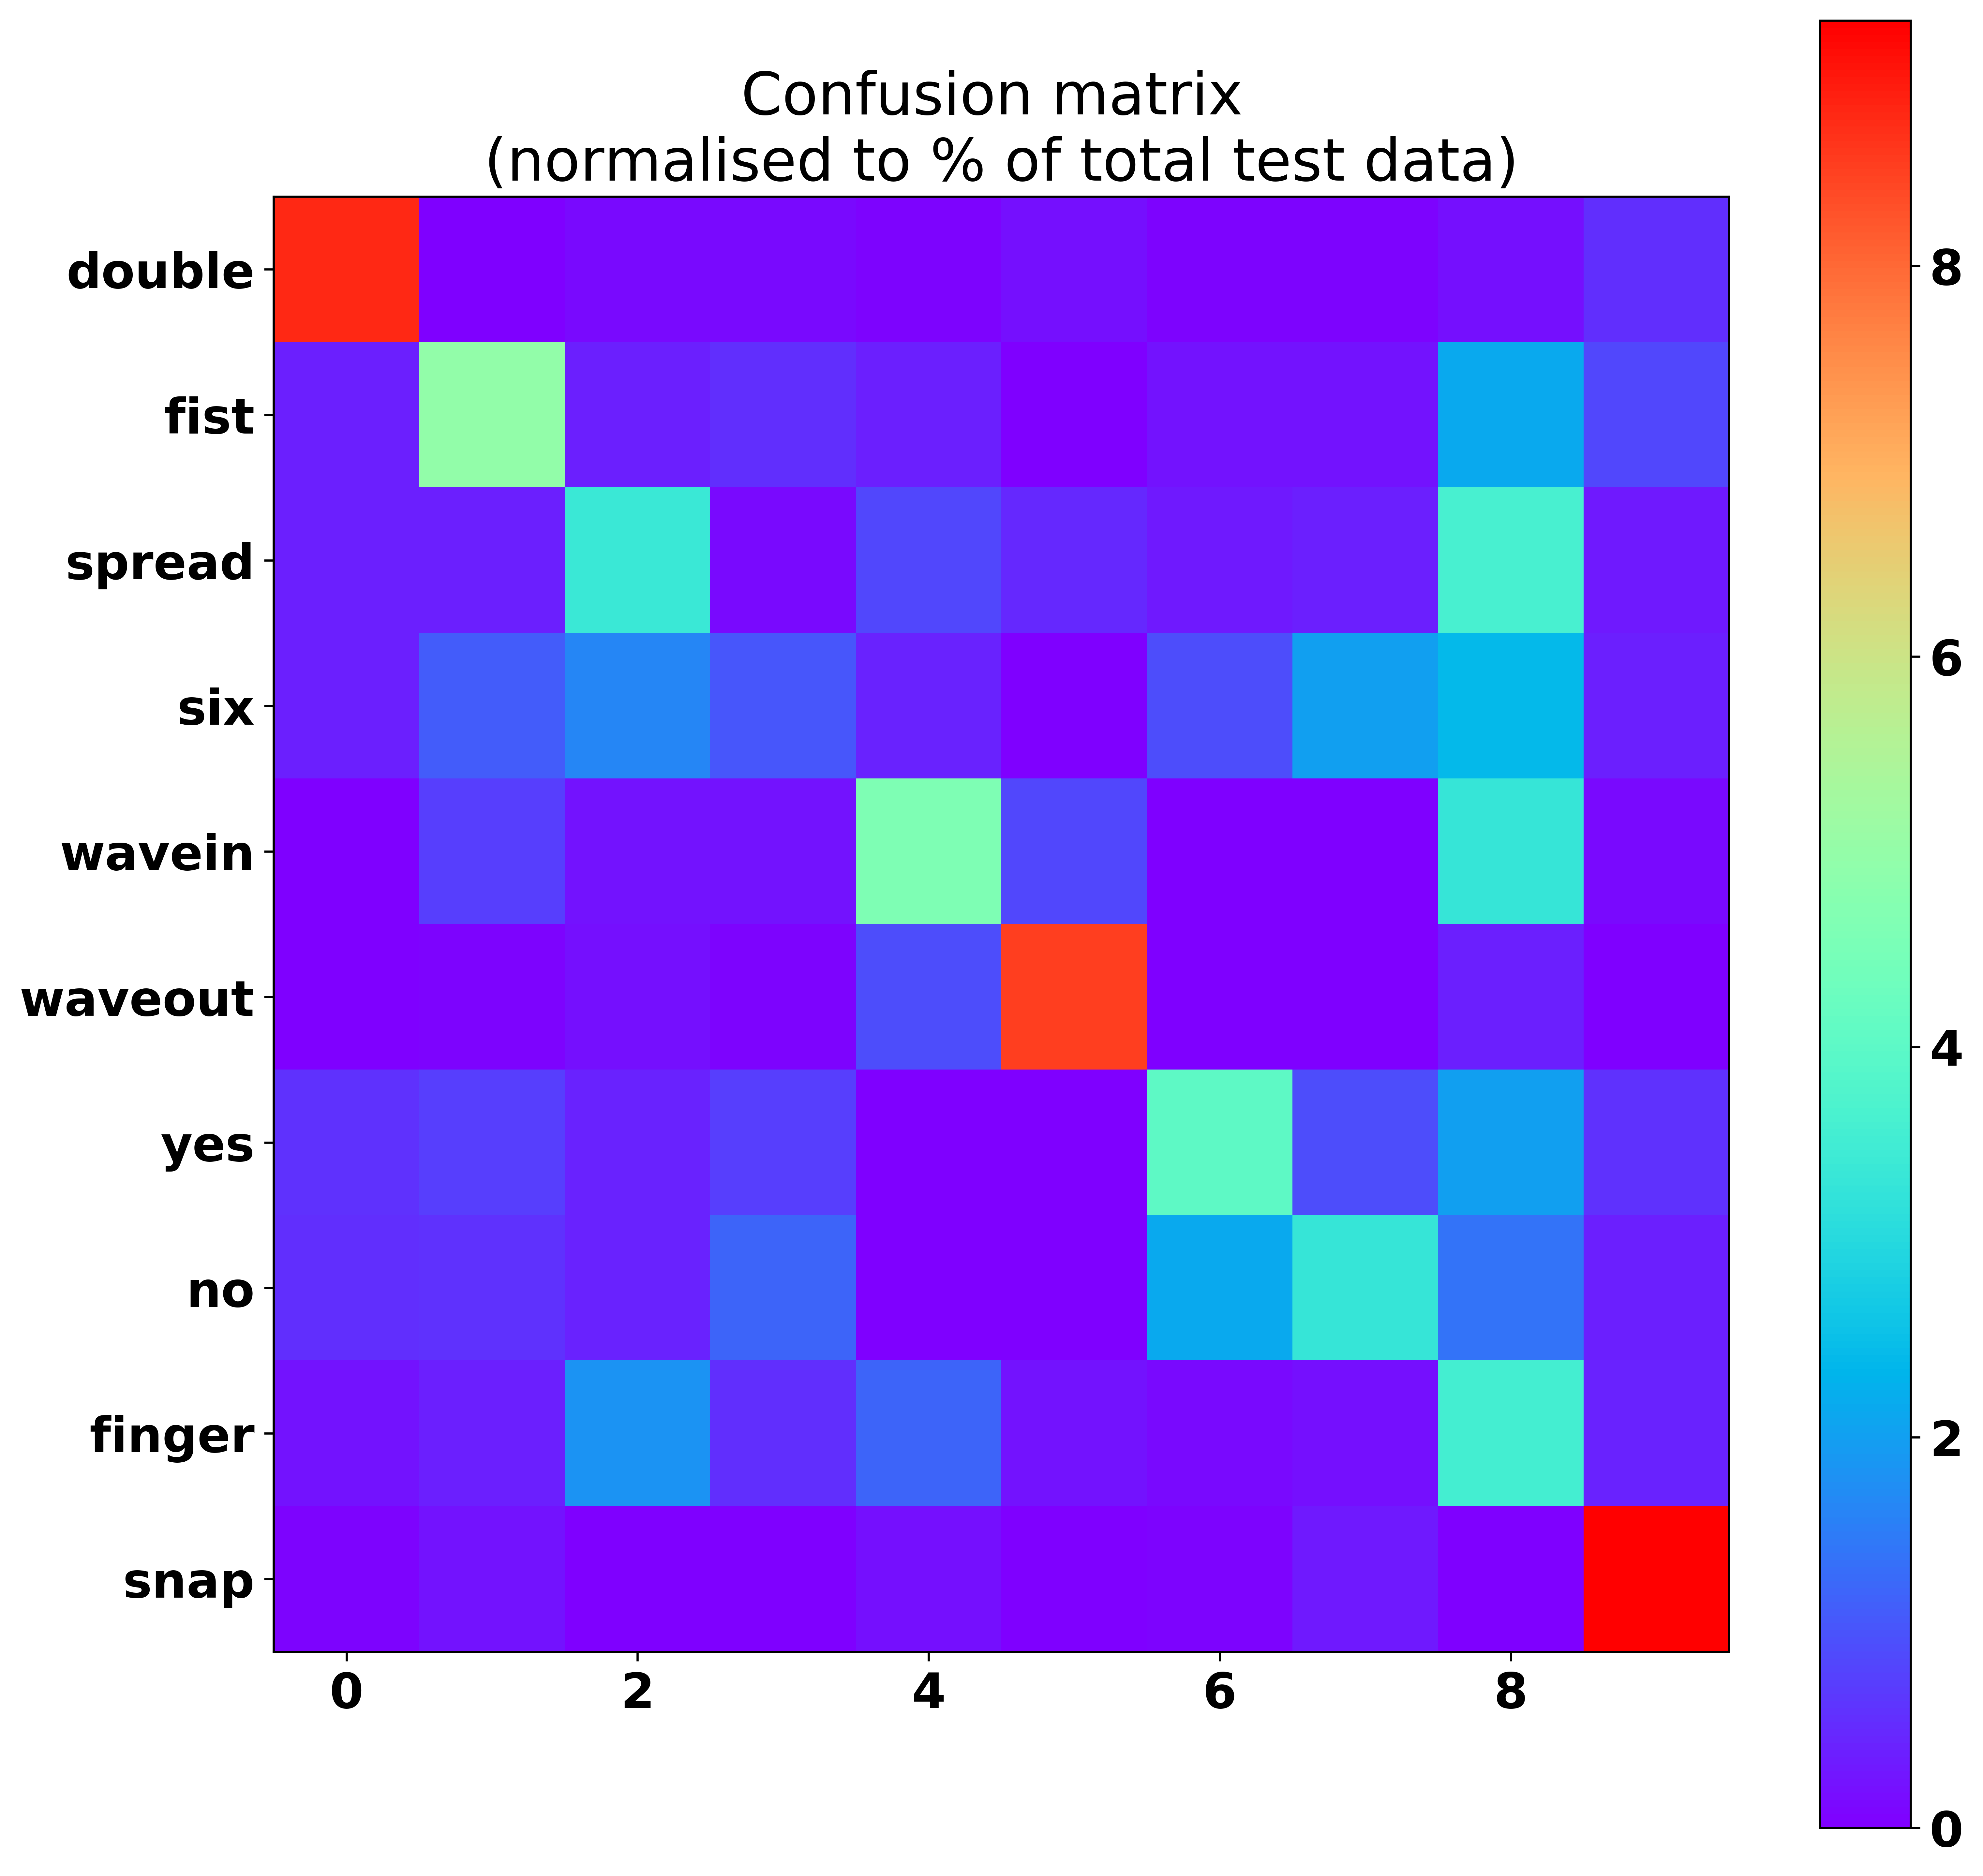 Confusion matrix
(normalised to % of total test data)
double
fist
spread
six
wavein
waveout
yes
no
finger
snap
0 2 4 6 8
8
6
4
2
0